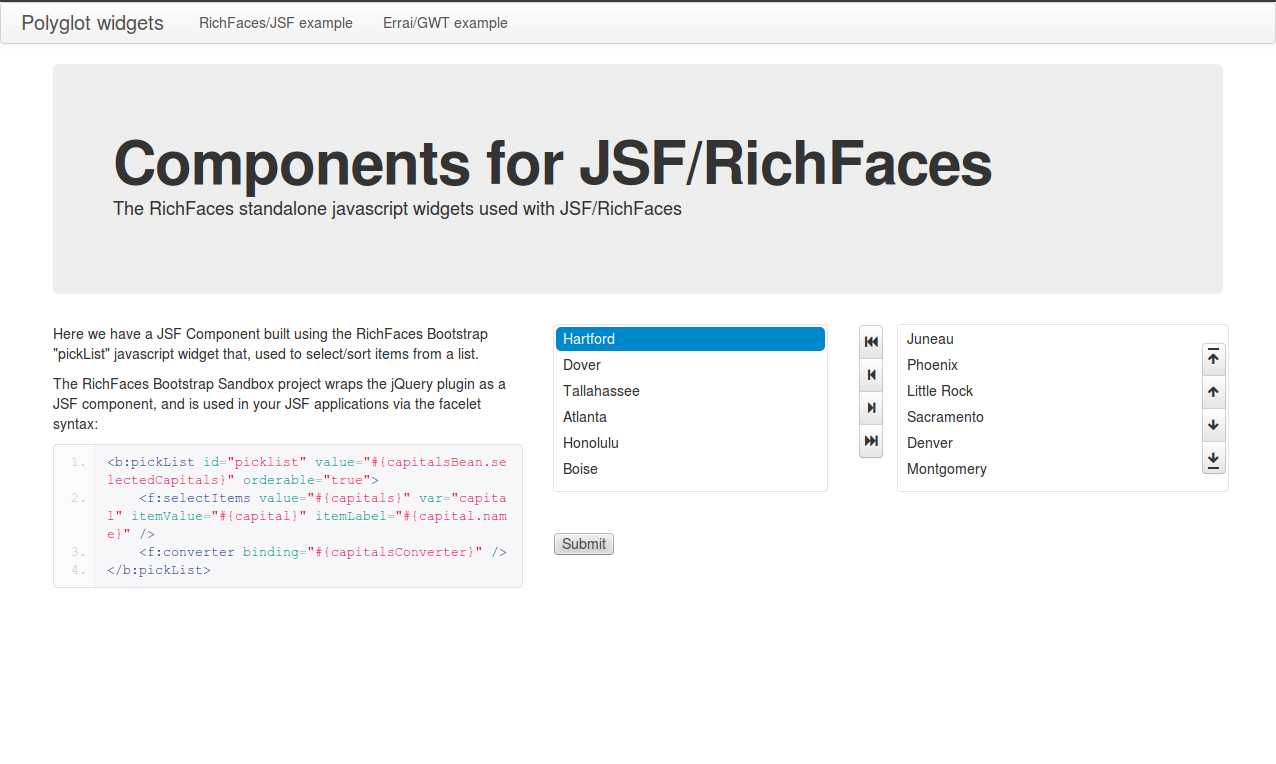 Polyglot widgets RichFaces/JSF example Errai/GWT example
Components for JSF/RichFaces
The RichFaces standalone javascript widgets used with JSF/RichFaces
Here we have a JSF Component built using the RichFaces Bootstrap
"pickList" javascript widget that, used to select/sort items from a list.
The RichFaces Bootstrap Sandbox project wraps the jQuery plugin as a
JSF component, and is used in your JSF applications via the facelet
syntax:
1. <b:pickList id="picklist" value="#{capitalsBean.se
lectedCapitals}" orderable="true">
2. <f:selectItems value="#{capitals}" var="capita
l" itemValue="#{capital}" itemLabel="#{capital.nam
e}" />
3. <f:converter binding="#{capitalsConverter}" />
4. </b:pickList>
Hartford
Dover
Tallahassee
Atlanta
Honolulu
Boise
Juneau
Phoenix
Little Rock
Sacramento
Denver
Montgomery
Submit